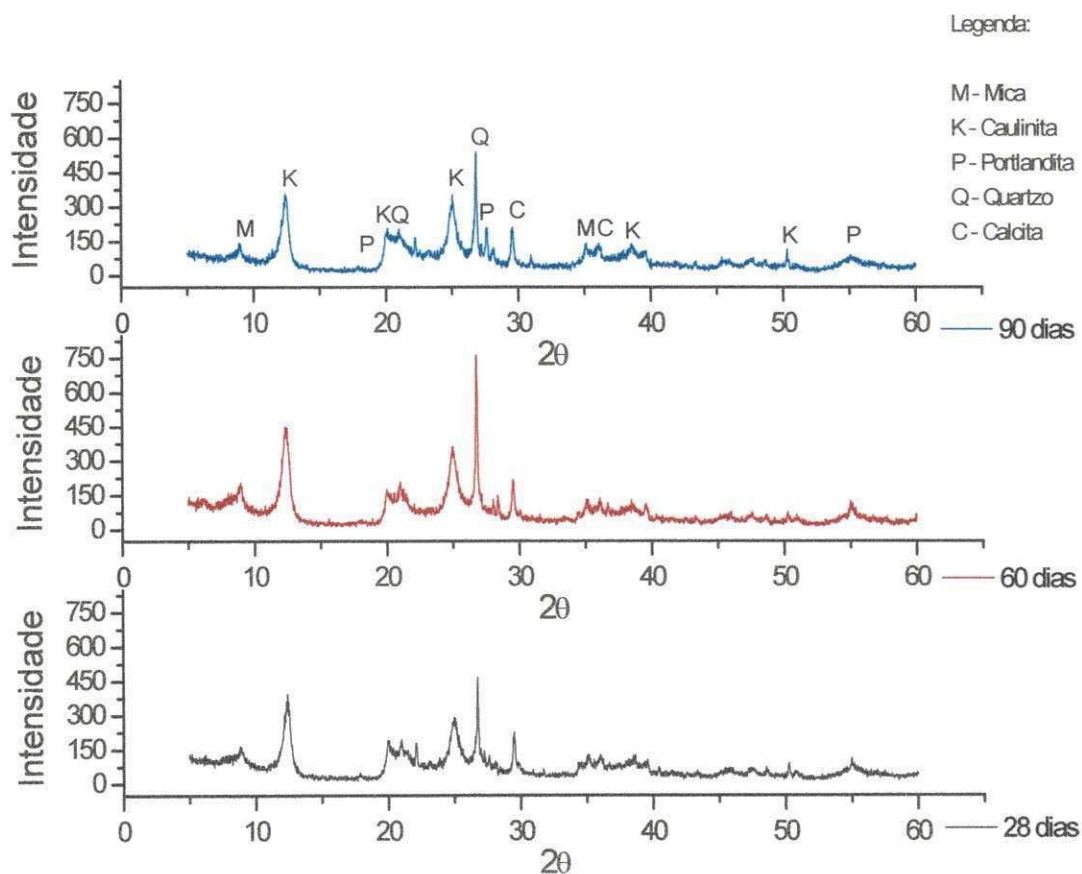 Legenda:
M - Mica
K - Caulinita
P - Portlandita
Q - Quartzo
C - Calcita
Intensidade
750
600
450
300
150
0
M
K
P
K Q
K
Q
P
C
M C
K
K
P
0 10 20 30 40 50 60
2θ
90 dias
Intensidade
750
600
450
300
150
0
0 10 20 30 40 50 60
2θ
60 dias
Intensidade
750
600
450
300
150
0
0 10 20 30 40 50 60
2θ
28 dias